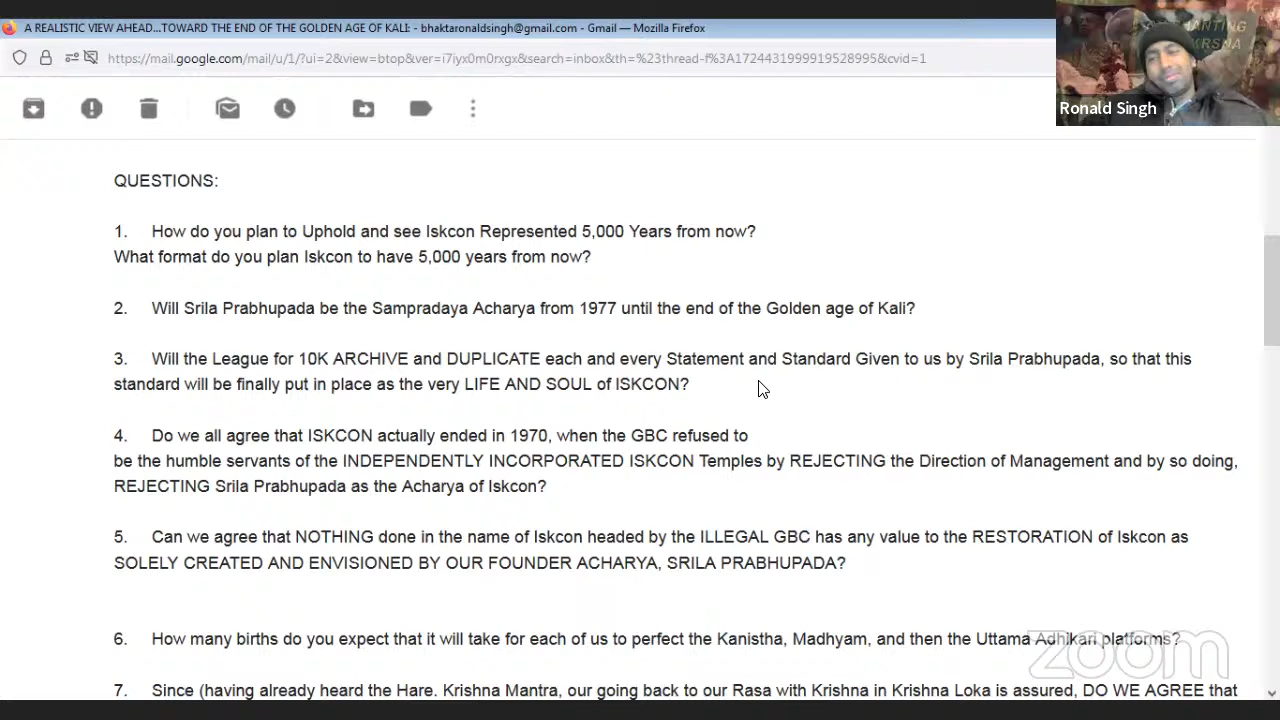 A REALISTIC VIEW AHEAD...TOWARD THE END OF THE GOLDEN AGE OF KALI: - bhaktaronaldsingh@gmail.com - Gmail — Mozilla Firefox
https://mail.google.com/mail/u/1/?ui=2&view=btop&ver=i7iyx0m0rxgx&search=inbox&th=%23thread-f%3A1724431999919528995&cvid=1
CHANTING
KRSNA
Ronald Singh
QUESTIONS:
1. How do you plan to Uphold and see Iskcon Represented 5,000 Years from now?
What format do you plan Iskcon to have 5,000 years from now?
2. Will Srila Prabhupada be the Sampradaya Acharya from 1977 until the end of the Golden age of Kali?
3. Will the League for 10K ARCHIVE and DUPLICATE each and every Statement and Standard Given to us by Srila Prabhupada, so that this
standard will be finally put in place as the very LIFE AND SOUL of ISKCON?
4. Do we all agree that ISKCON actually ended in 1970, when the GBC refused to
be the humble servants of the INDEPENDENTLY INCORPORATED ISKCON Temples by REJECTING the Direction of Management and by so doing,
REJECTING Srila Prabhupada as the Acharya of Iskcon?
5. Can we agree that NOTHING done in the name of Iskcon headed by the ILLEGAL GBC has any value to the RESTORATION of Iskcon as
SOLELY CREATED AND ENVISIONED BY OUR FOUNDER ACHARYA, SRILA PRABHUPADA?
6. How many births do you expect that it will take for each of us to perfect the Kanistha, Madhyam, and then the Uttama Adhikari platforms?
zoom
7. Since (having already heard the Hare. Krishna Mantra, our going back to our Rasa with Krishna in Krishna Loka is assured, DO WE AGREE that